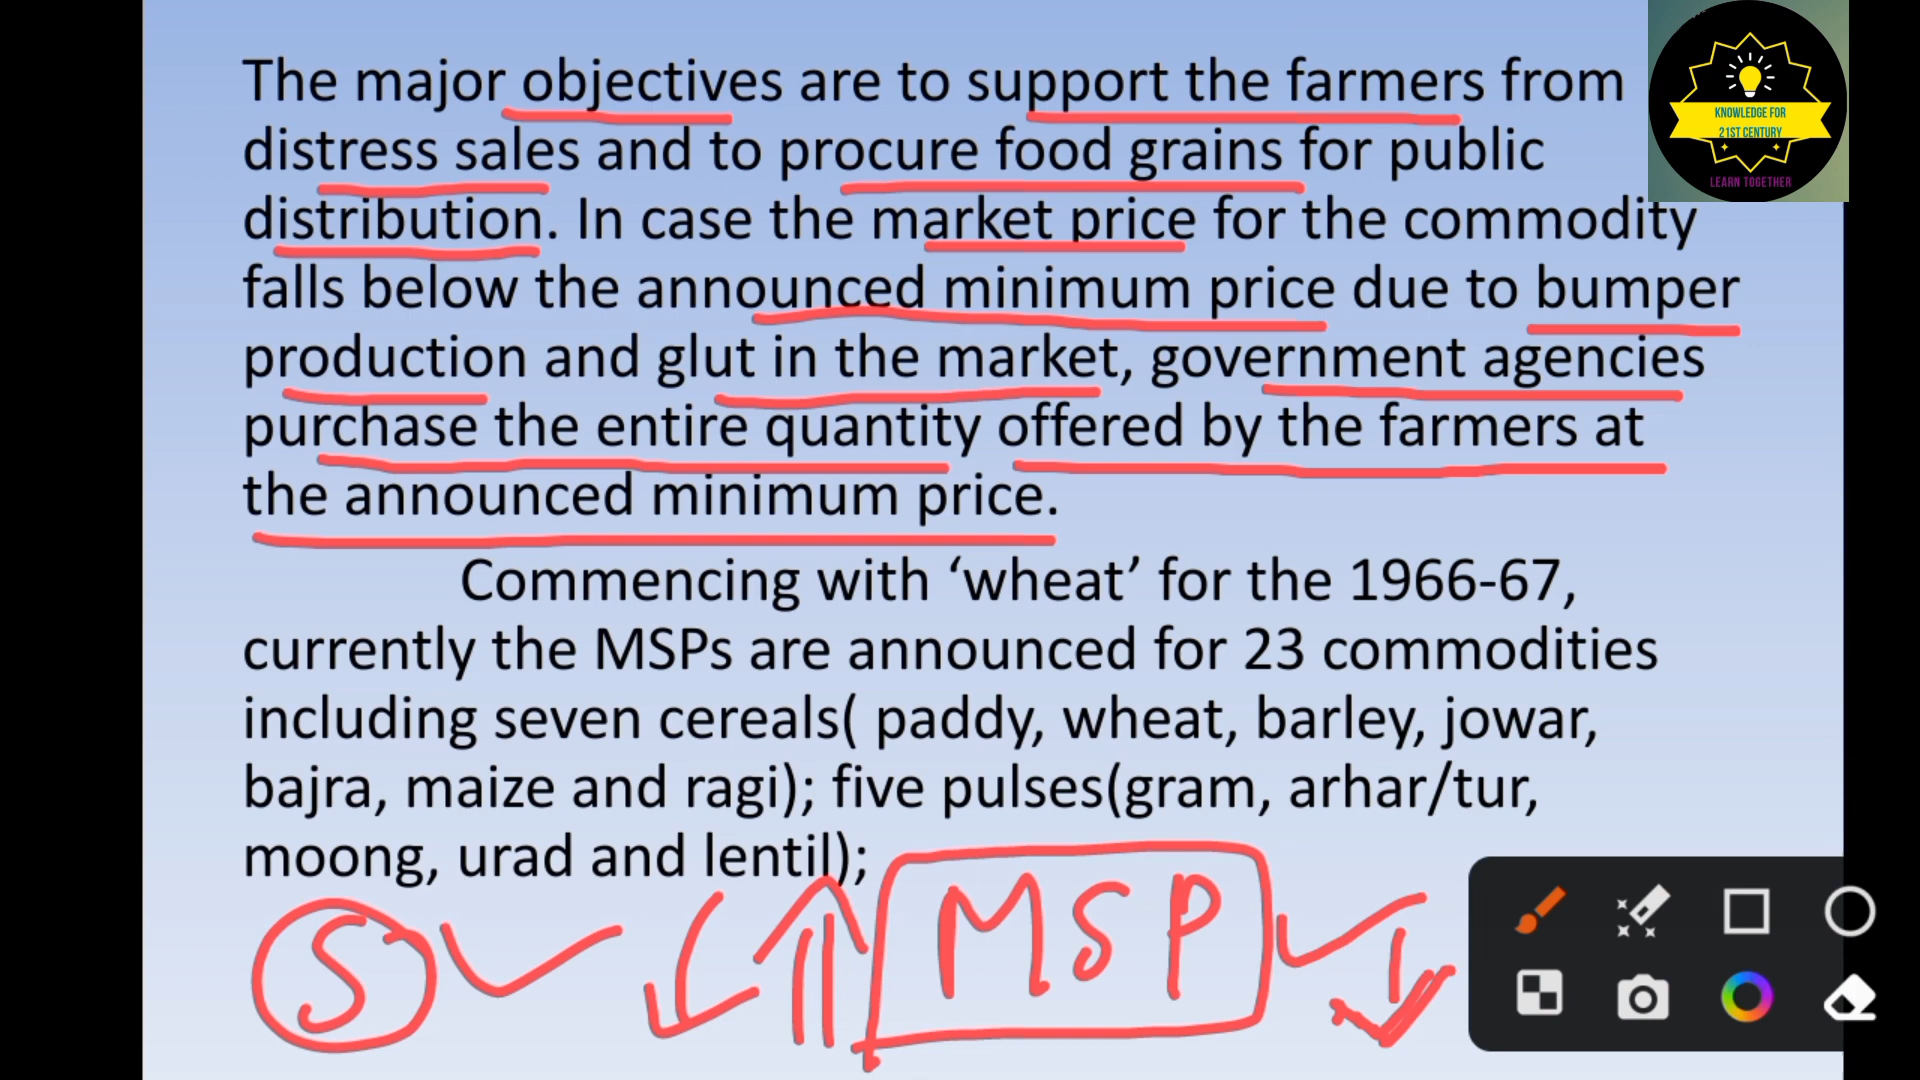 The major objectives are to support the farmers from
distress sales and to procure food grains for public
distribution. In case the market price for the commodity
falls below the announced minimum price due to bumper
production and glut in the market, government agencies
purchase the entire quantity offered by the farmers at
the announced minimum price.
Commencing with ‘wheat’ for the 1966-67,
currently the MSPs are announced for 23 commodities
including seven cereals( paddy, wheat, barley, jowar,
bajra, maize and ragi); five pulses(gram, arhar/tur,
moong, urad and lentil);
S MSP
KNOWLEDGE FOR
21ST CENTURY
LEARN TOGETHER